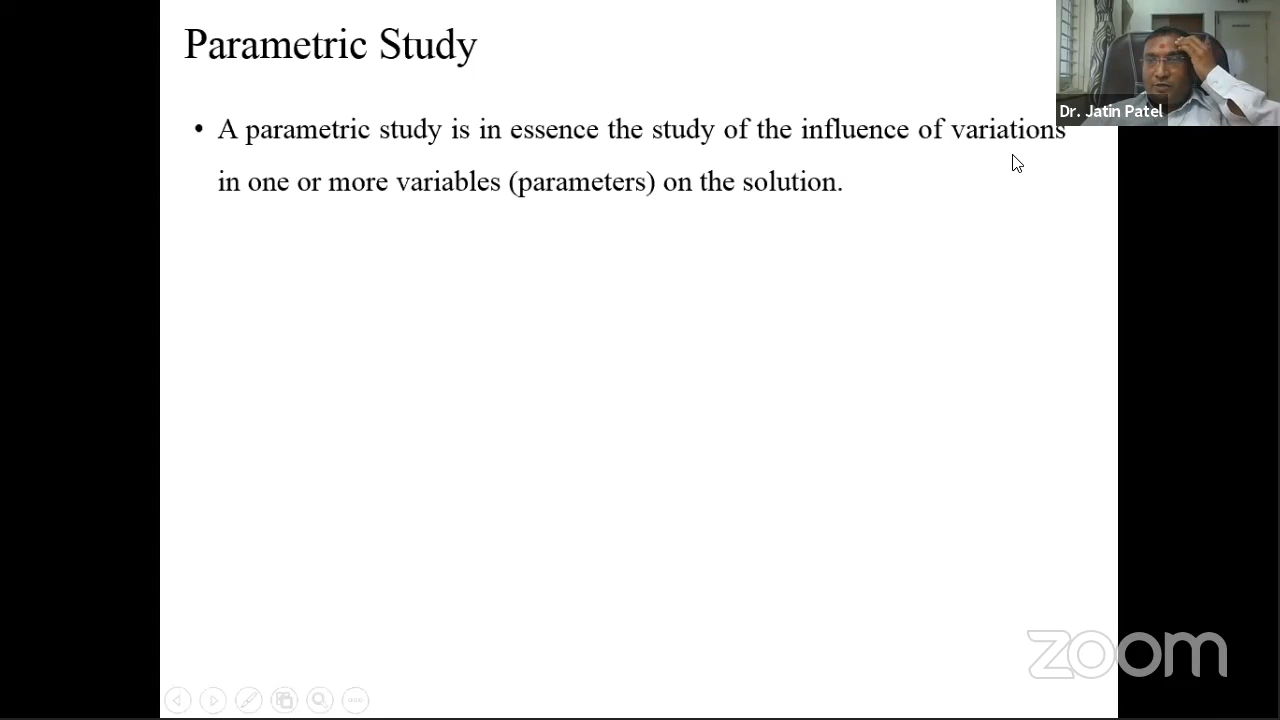 Parametric Study
Dr. Jatin Patel
• A parametric study is in essence the study of the influence of variations
in one or more variables (parameters) on the solution.
zoom